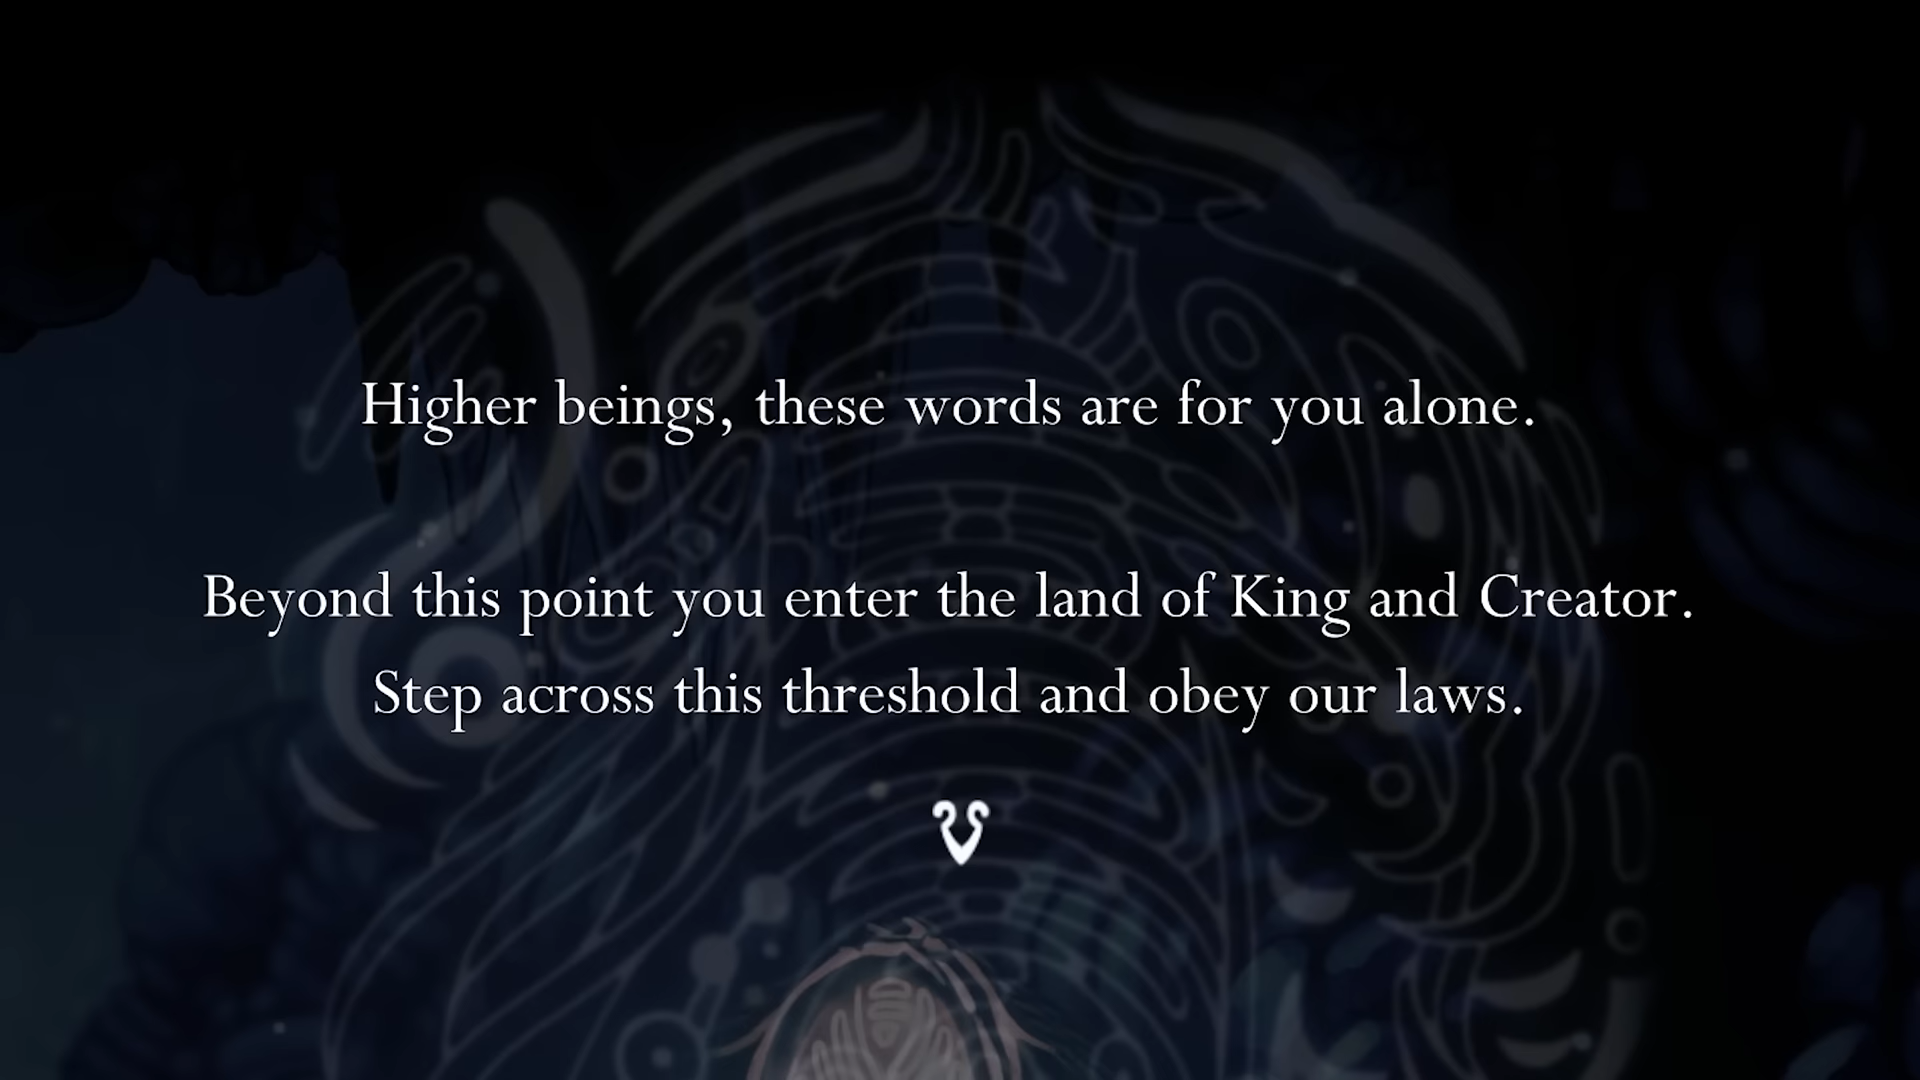 Higher beings, these words are for you alone.
Beyond this point you enter the land of King and Creator.
Step across this threshold and obey our laws.